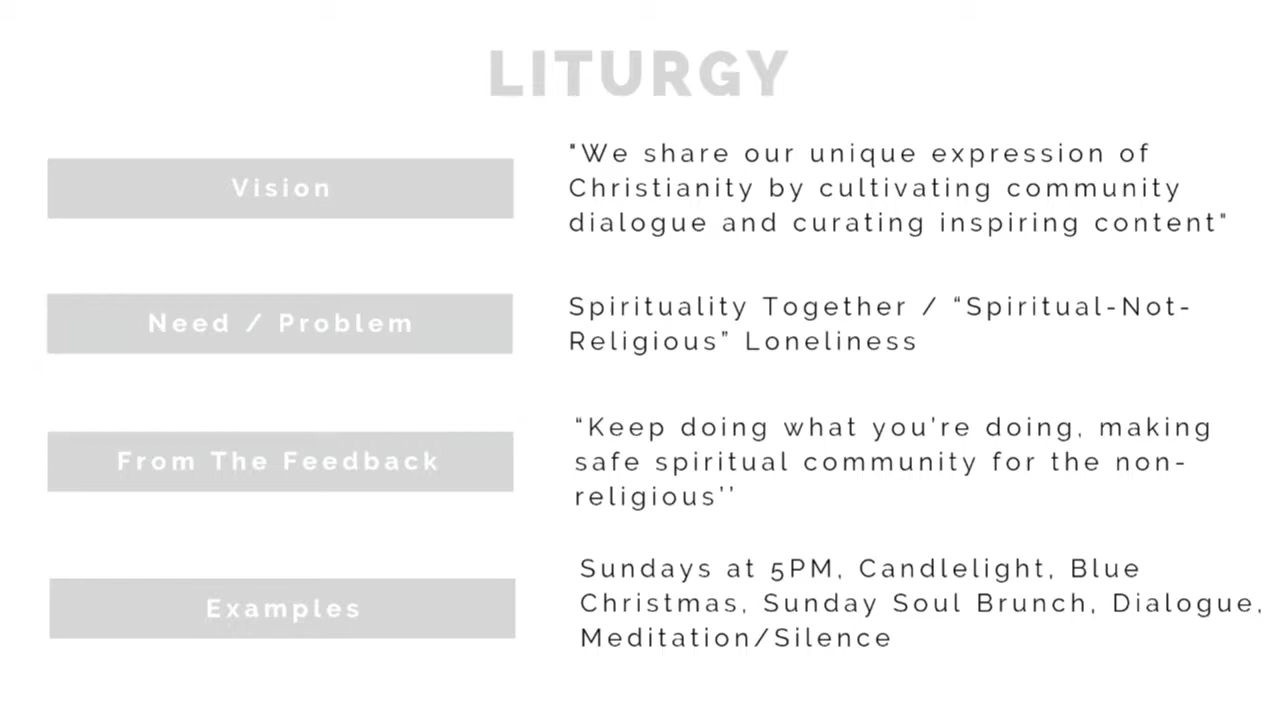 LITURGY
Vision
"We share our unique expression of
Christianity by cultivating community
dialogue and curating inspiring content"
Need / Problem
Spirituality Together / “Spiritual-Not-
Religious” Loneliness
From The Feedback
“Keep doing what you’re doing, making
safe spiritual community for the non-
religious’’
Examples
Sundays at 5PM, Candlelight, Blue
Christmas, Sunday Soul Brunch, Dialogue,
Meditation/Silence